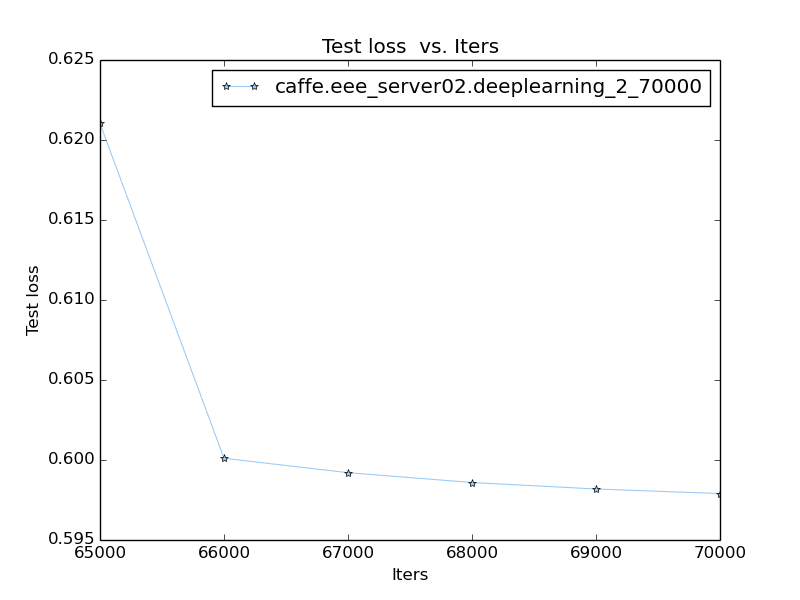 Test loss  vs. Iters
caffe.eee_server02.deeplearning_2_70000
0.625
0.620
0.615
0.610
0.605
0.600
0.595
Test loss
65000 66000 67000 68000 69000 70000
Iters